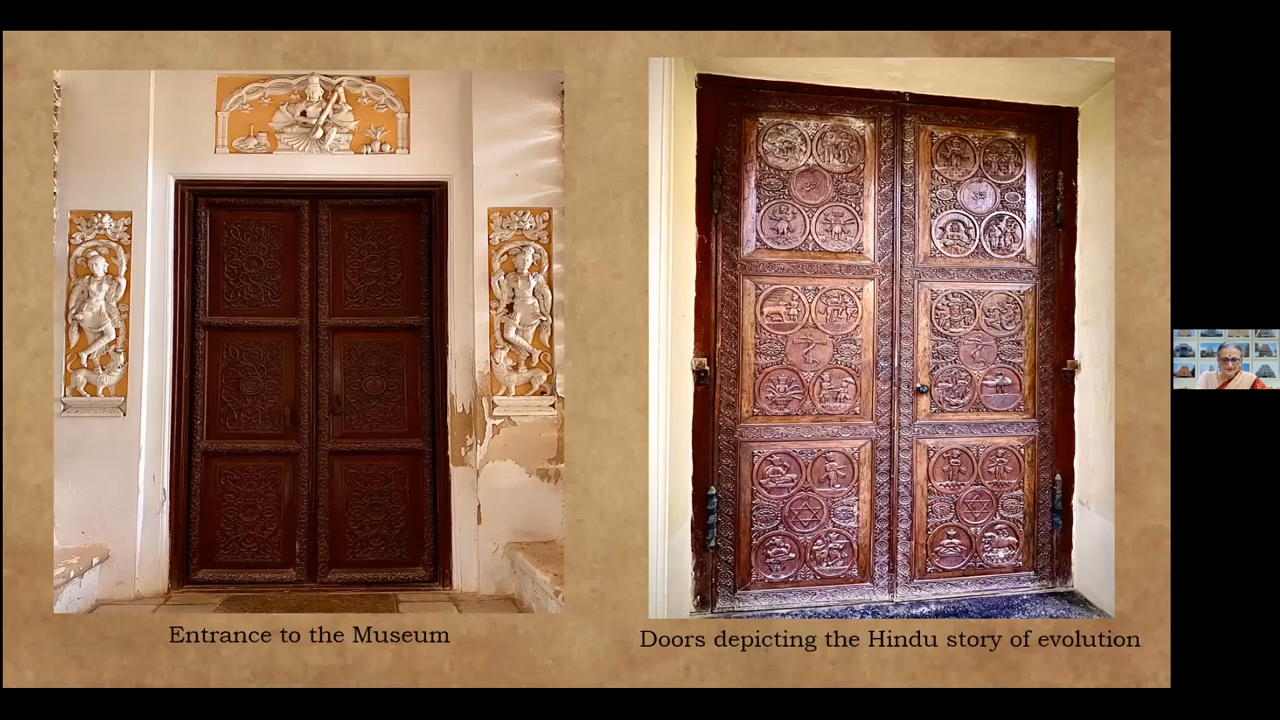 Entrance to the Museum
Doors depicting the Hindu story of evolution